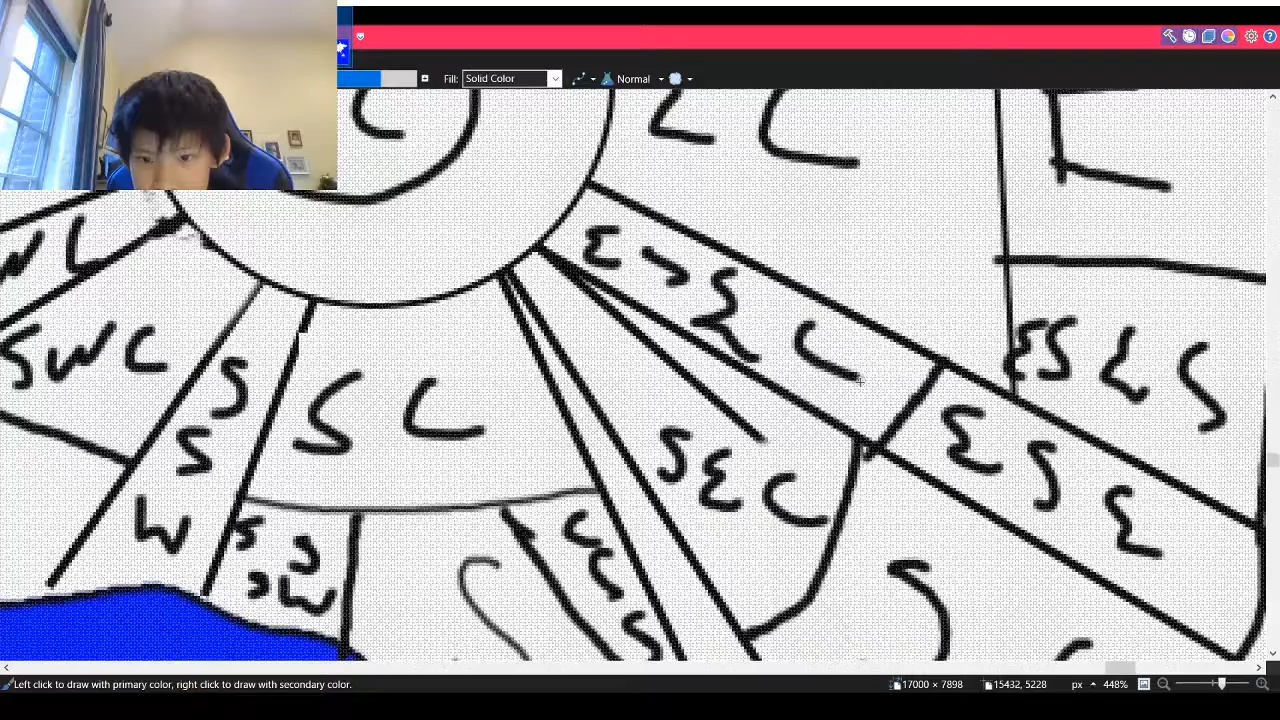 Fill: Solid Color Normal
C
L C
E
W L
E S E C
S W C
S
S
W
S C
S E C
E S E
E S E S
S S
S W
S
Left click to draw with primary color, right click to draw with secondary color.
17000 × 7898 15432, 5228 px 448%